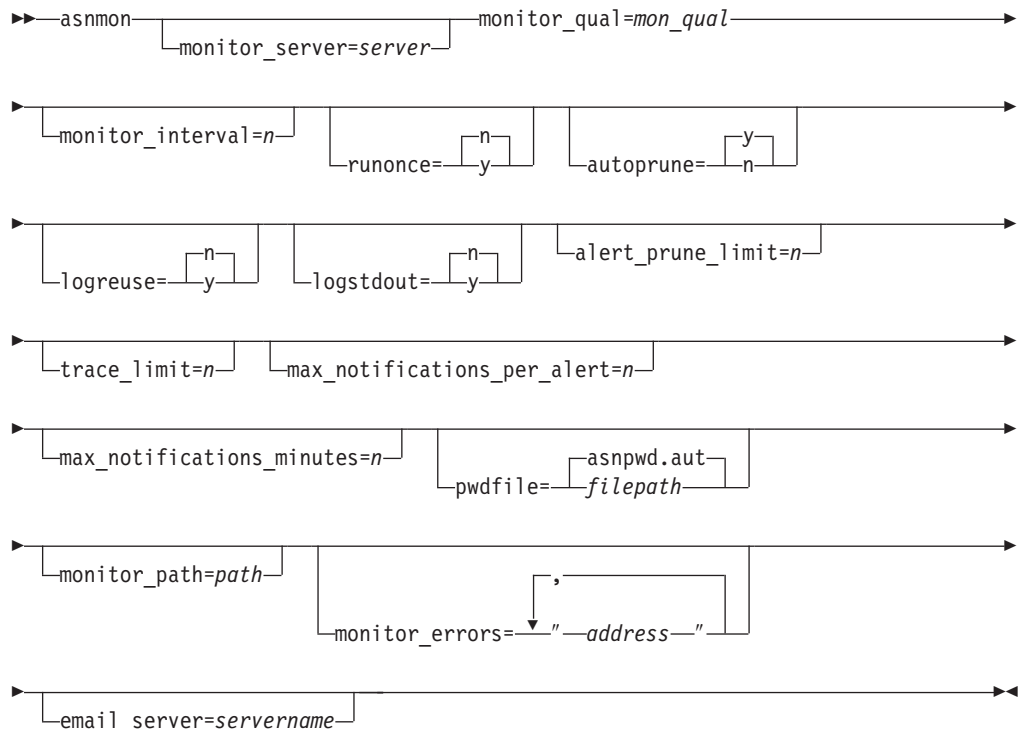 asnmon monitor_qual=mon_qual
monitor_server=server
monitor_interval=n n y
runonce= y autoprune= n
n n alert_prune_limit=n
logreuse= y logstdout= y
trace_limit=n max_notifications_per_alert=n
max_notifications_minutes=n asnpwd.aut
pwdfile= filepath
monitor_path=path ,
monitor_errors= " address "
email server=servername